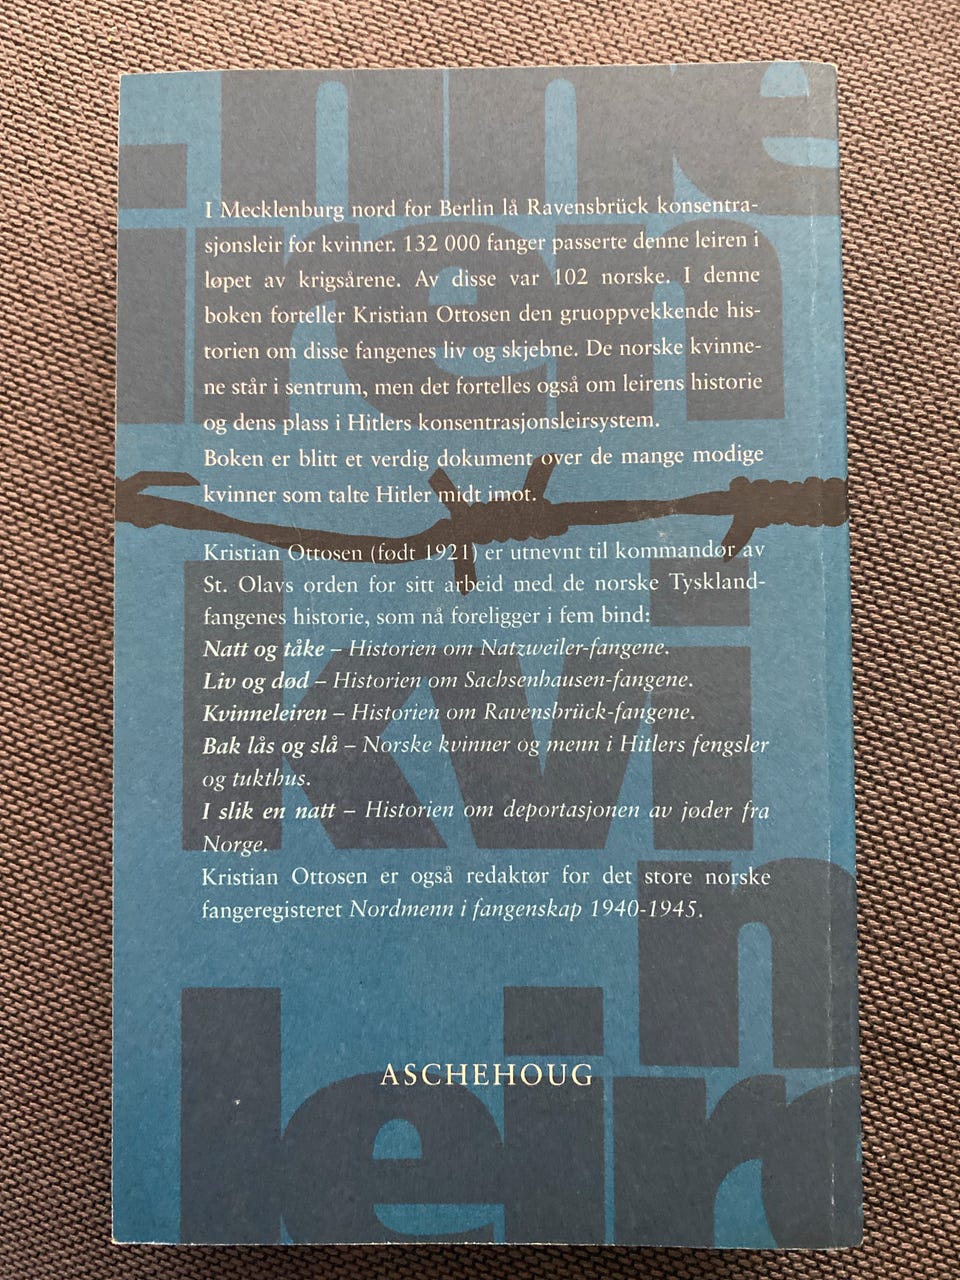 I Mecklenburg nord for Berlin lå Ravensbrück konsentra-
sjonsleir for kvinner. 132 000 fanger passerte denne leiren i
løpet av krigsårene. Av disse var 102 norske. I denne
boken forteller Kristian Ottosen den gruoppvekkende his-
torien om disse fangenes liv og skjebne. De norske kvinne-
ne står i sentrum, men det fortelles også om leirens historie
og dens plass i Hitlers konsentrasjonsleirsystem.
Boken er blitt et verdig dokument over de mange modige
kvinner som talte Hitler midt imot.
Kristian Ottosen (født 1921) er utnevnt til kommandør av
St. Olavs orden for sitt arbeid med de norske Tyskland-
fangenes historie, som nå foreligger i fem bind:
Natt og tåke – Historien om Natzweiler-fangene.
Liv og død – Historien om Sachsenhausen-fangene.
Kvinneleiren – Historien om Ravensbrück-fangene.
Bak lås og slå – Norske kvinner og menn i Hitlers fengsler
og tukthus.
I slik en natt – Historien om deportasjonen av jøder fra
Norge.
Kristian Ottosen er også redaktør for det store norske
fangeregisteret Nordmenn i fangenskap 1940-1945.
ASCHEHOUG
nne
iren
kvi
n
leir